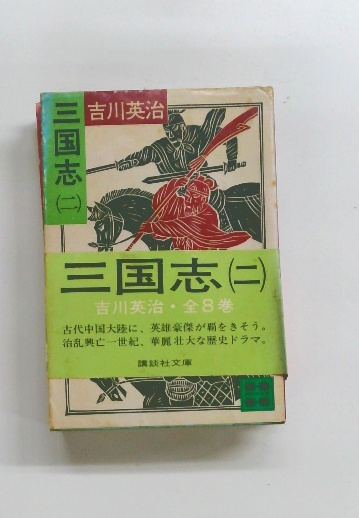 吉川英治
三国志(二)
三国志(二)
吉川英治・全8巻
古代中国大陸に、英雄豪傑が覇をきそう。
治乱興亡一世紀、華麗壮大な歴史ドラマ。
講談社文庫